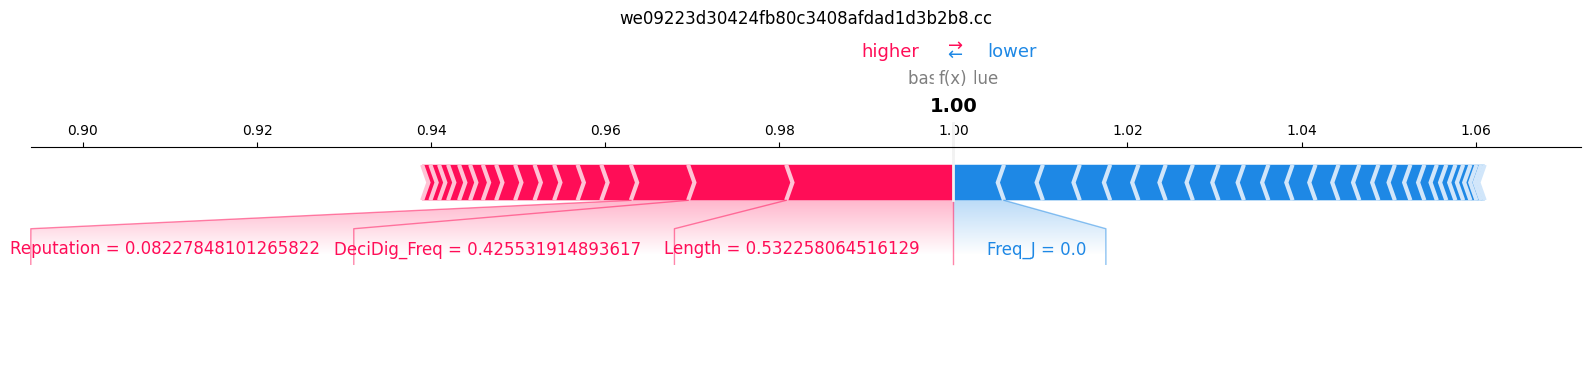 we09223d30424fb80c3408afdad1d3b2b8.cc
higher → ← lower
bas f(x) lue
1.00
0.90 0.92 0.94 0.96 0.98 1.00 1.02 1.04 1.06
Reputation = 0.08227848101265822 DeciDig_Freq = 0.425531914893617 Length = 0.532258064516129 Freq_J = 0.0